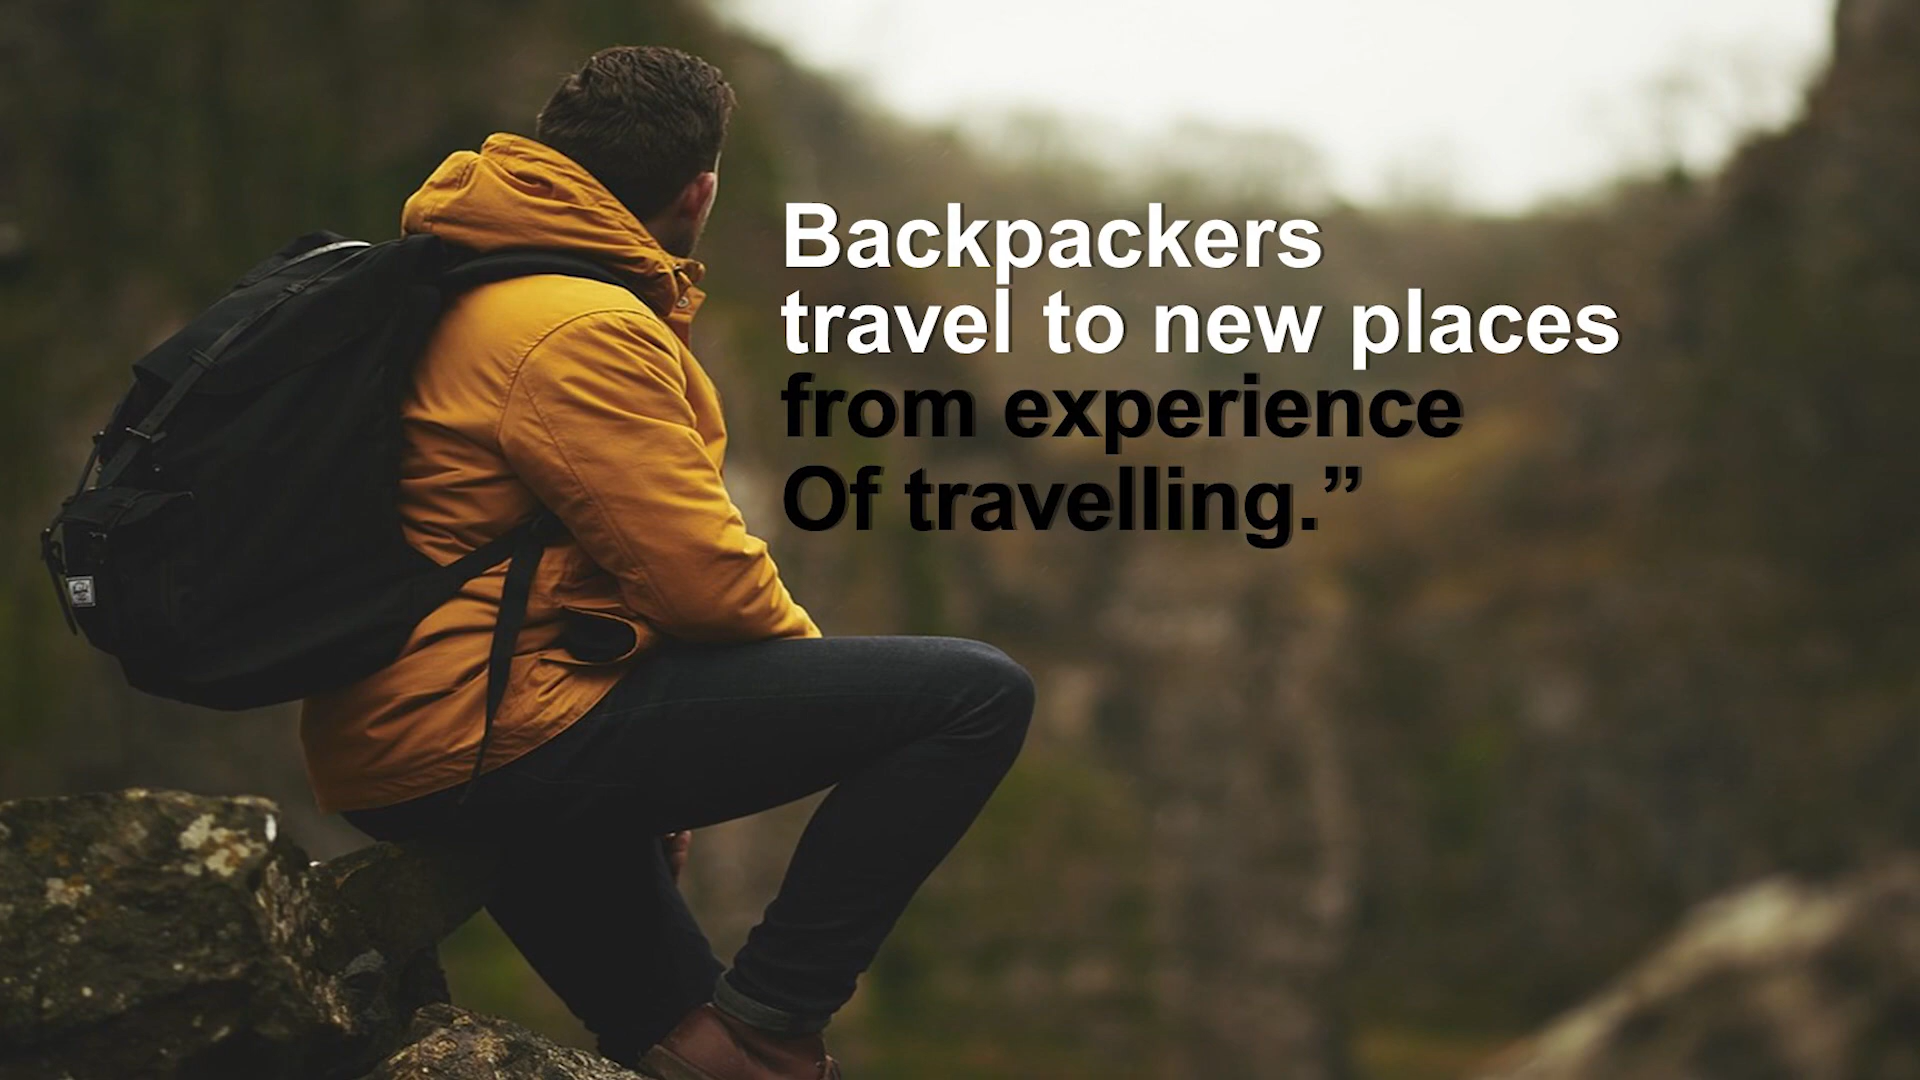 Backpackers
travel to new places
from experience
Of travelling.”